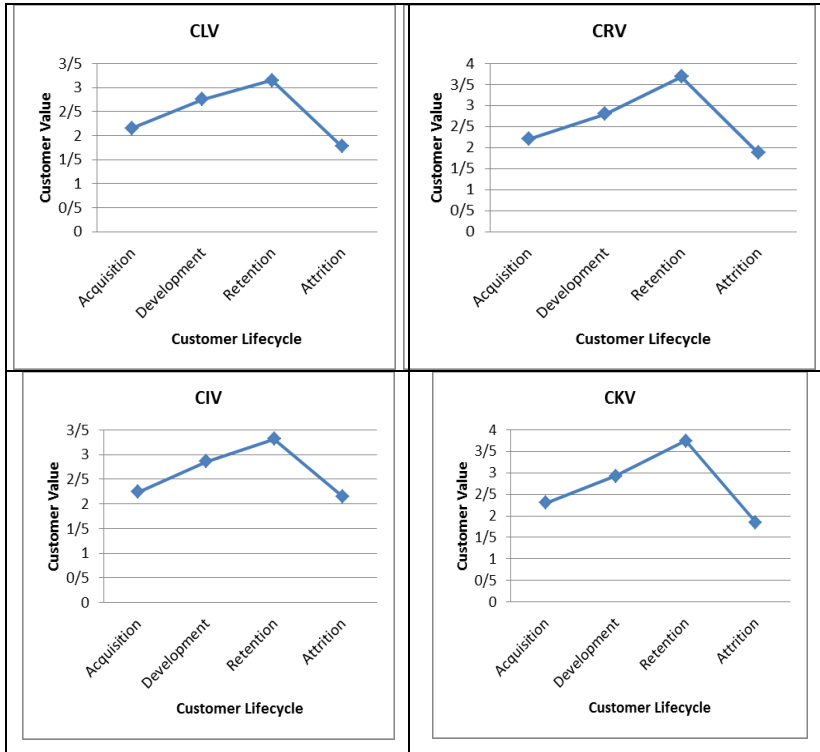 CLV
Customer Value
3/5
3
2/5
2
1/5
1
0/5
0
Acquisition
Development
Retention
Attrition
Customer Lifecycle
CRV
Customer Value
4
3/5
3
2/5
2
1/5
1
0/5
0
Acquisition
Development
Retention
Attrition
Customer Lifecycle
CIV
Customer Value
3/5
3
2/5
2
1/5
1
0/5
0
Acquisition
Development
Retention
Attrition
Customer Lifecycle
CKV
Customer Value
4
3/5
3
2/5
2
1/5
1
0/5
0
Acquisition
Development
Retention
Attrition
Customer Lifecycle